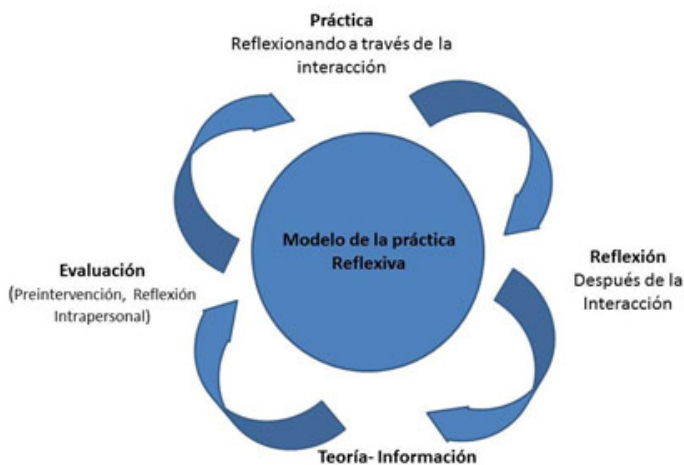 Práctica
Reflexionando a través de la
interacción
Modelo de la práctica
Reflexiva
Evaluación
(Preintervención, Reflexión
Intrapersonal)
Reflexión
Después de la
Interacción
Teoría- Información